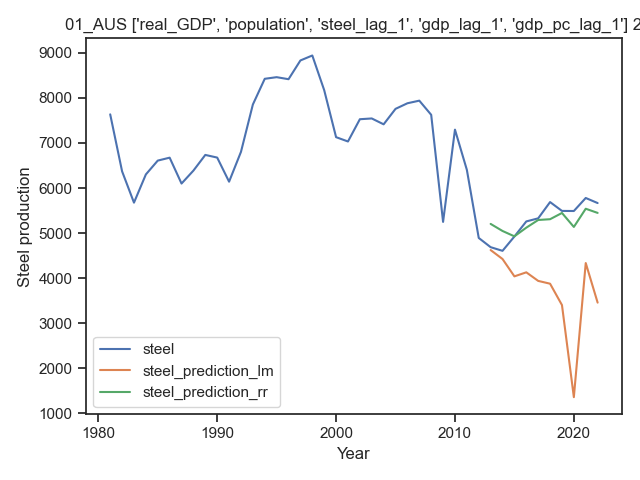 01_AUS ['real_GDP', 'population', 'steel_lag_1', 'gdp_lag_1', 'gdp_pc_lag_1'] 2
9000
8000
7000
6000
5000
4000
3000
2000
1000
Steel production
steel
steel_prediction_lm
steel_prediction_rr
1980
1990
2000
2010
2020
Year